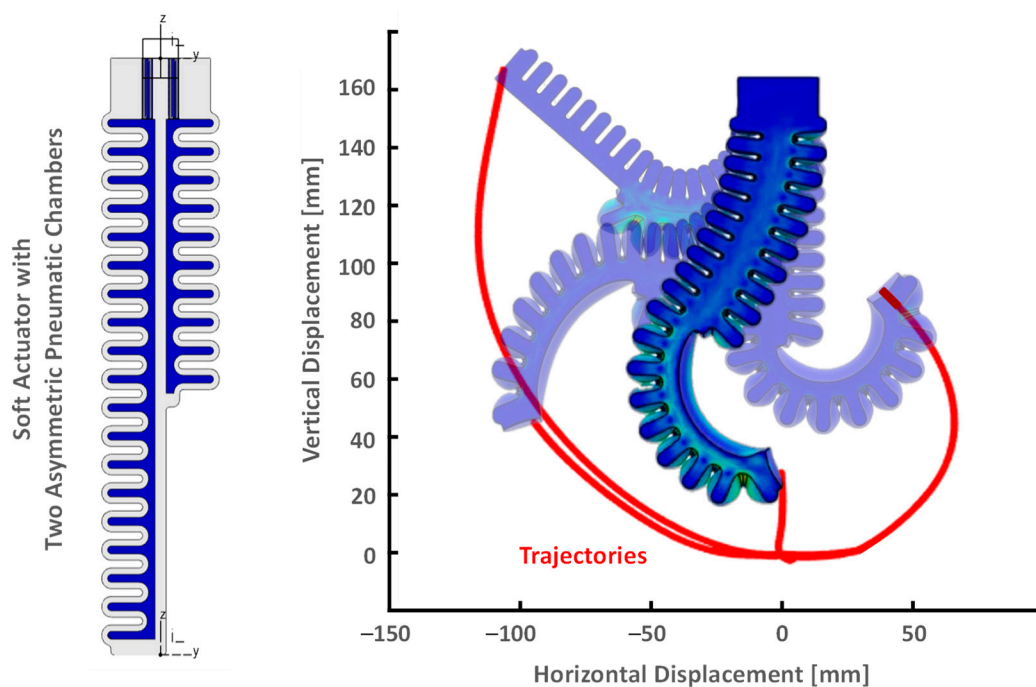 Soft Actuator with
Two Asymmetric Pneumatic Chambers
z
i
y
z
i
y
Vertical Displacement [mm]
160
140
120
100
80
60
40
20
0
Trajectories
–150
–100
–50
0
50
Horizontal Displacement [mm]